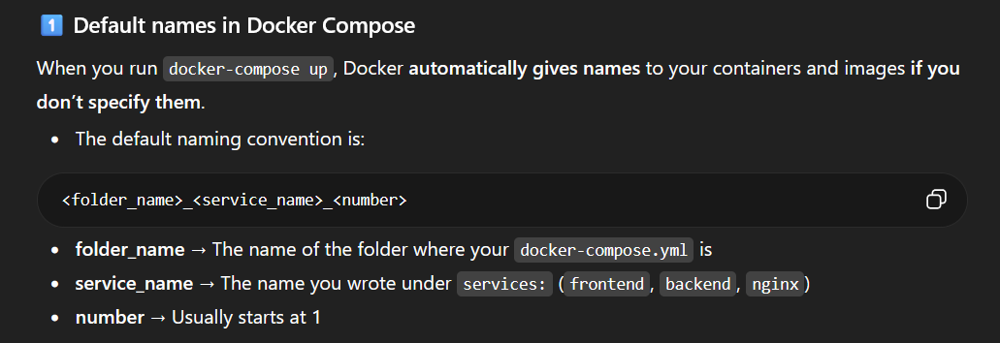 1 Default names in Docker Compose
When you run docker-compose up, Docker automatically gives names to your containers and images if you
don’t specify them.
• The default naming convention is:
<folder_name>_<service_name>_<number>
• folder_name → The name of the folder where your docker-compose.yml is
• service_name → The name you wrote under services: (frontend, backend, nginx)
• number → Usually starts at 1